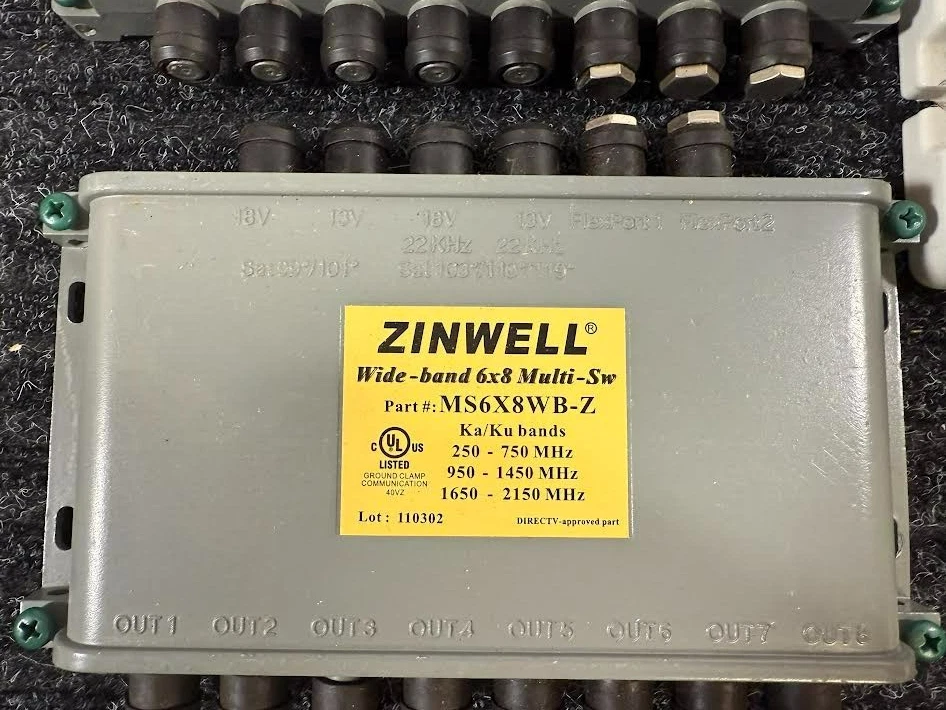 18V 13V 18V 13V FlexPort1 FlexPort2
22KHz 22KHz
ZINWELL®
Wide-band 6x8 Multi-Sw
Part #: MS6X8WB-Z
Ka/Ku bands
250 - 750 MHz
950 - 1450 MHz
1650 - 2150 MHz
C UL US
LISTED
GROUND CLAMP
COMMUNICATION
40VZ
Lot : 110302
DIRECTV-approved part
OUT1 OUT2 OUT3 OUT4 OUT5 OUT6 OUT7 OUT8